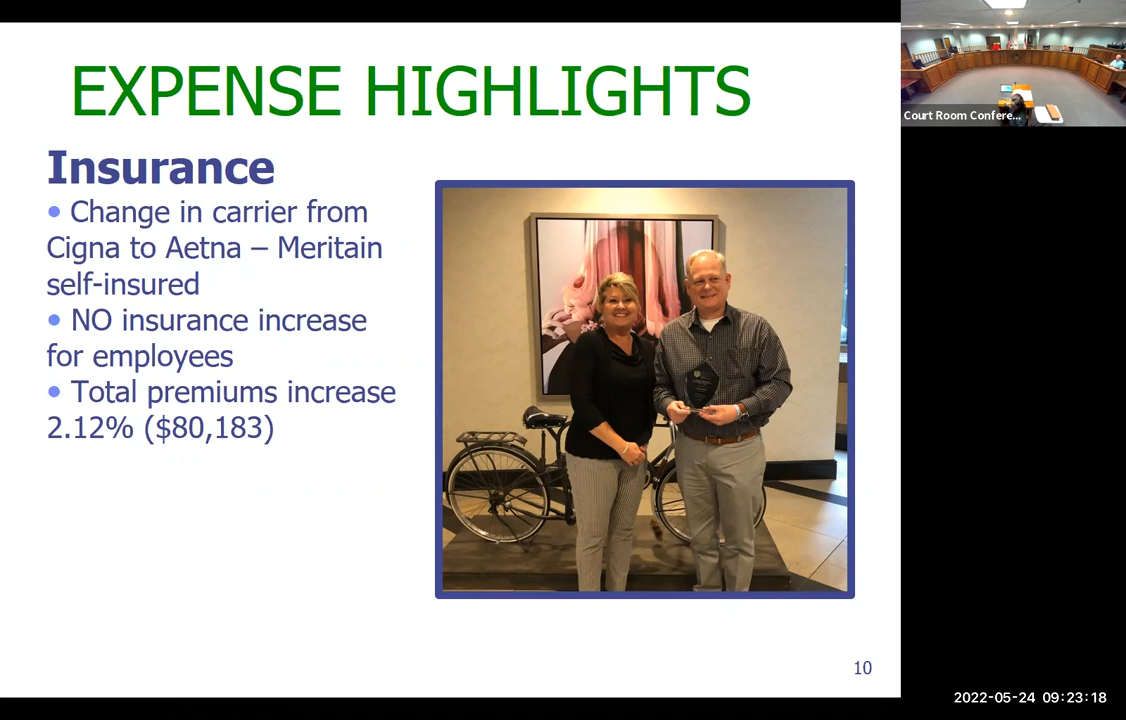 EXPENSE HIGHLIGHTS
Insurance
• Change in carrier from
Cigna to Aetna – Meritain
self-insured
• NO insurance increase
for employees
• Total premiums increase
2.12% ($80,183)
10
Court Room Confere...
2022-05-24 09:23:18